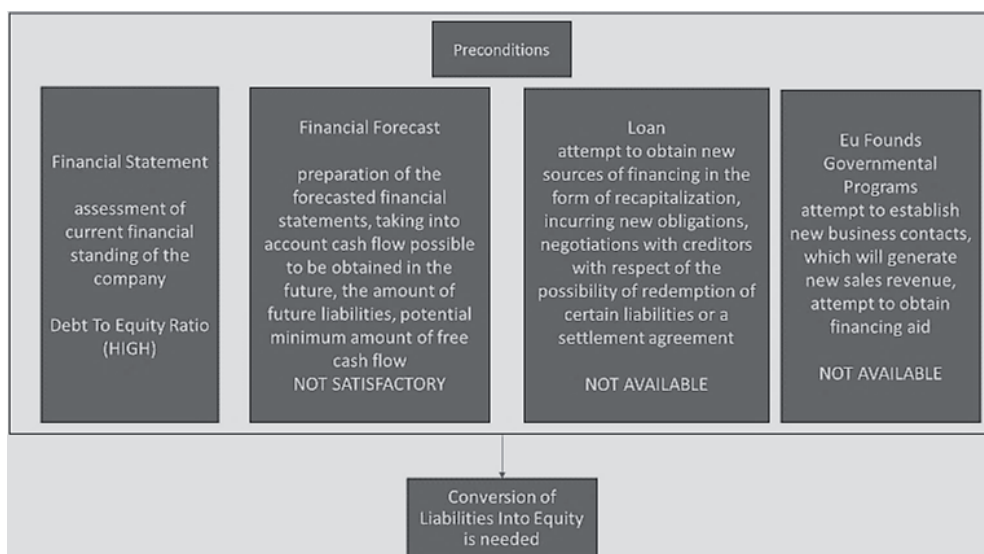 Preconditions
Financial Statement
assessment of
current financial
standing of the
company
Debt To Equity Ratio
(HIGH)
Financial Forecast
preparation of the
forecasted financial
statements, taking into
account cash flow possible
to be obtained in the
future, the amount of
future liabilities, potential
minimum amount of free
cash flow
NOT SATISFACTORY
Loan
attempt to obtain new
sources of financing in the
form of recapitalization,
incurring new obligations,
negotiations with creditors
with respect of the
possibility of redemption of
certain liabilities or a
settlement agreement
NOT AVAILABLE
Eu Founds
Governmental
Programs
attempt to establish
new business contacts,
which will generate
new sales revenue,
attempt to obtain
financing aid
NOT AVAILABLE
Conversion of
Liabilities Into Equity
is needed